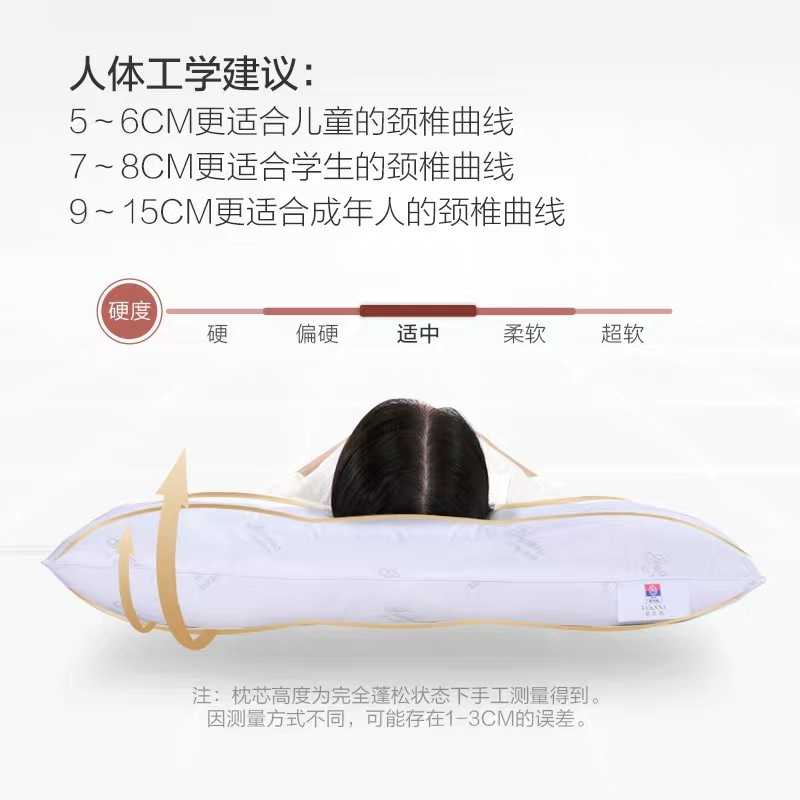 人体工学建议：
5～6CM更适合儿童的颈椎曲线
7～8CM更适合学生的颈椎曲线
9～15CM更适合成年人的颈椎曲线
硬度
硬 偏硬 适中 柔软 超软
注：枕芯高度为完全蓬松状态下手工测量得到。
因测量方式不同，可能存在1-3CM的误差。